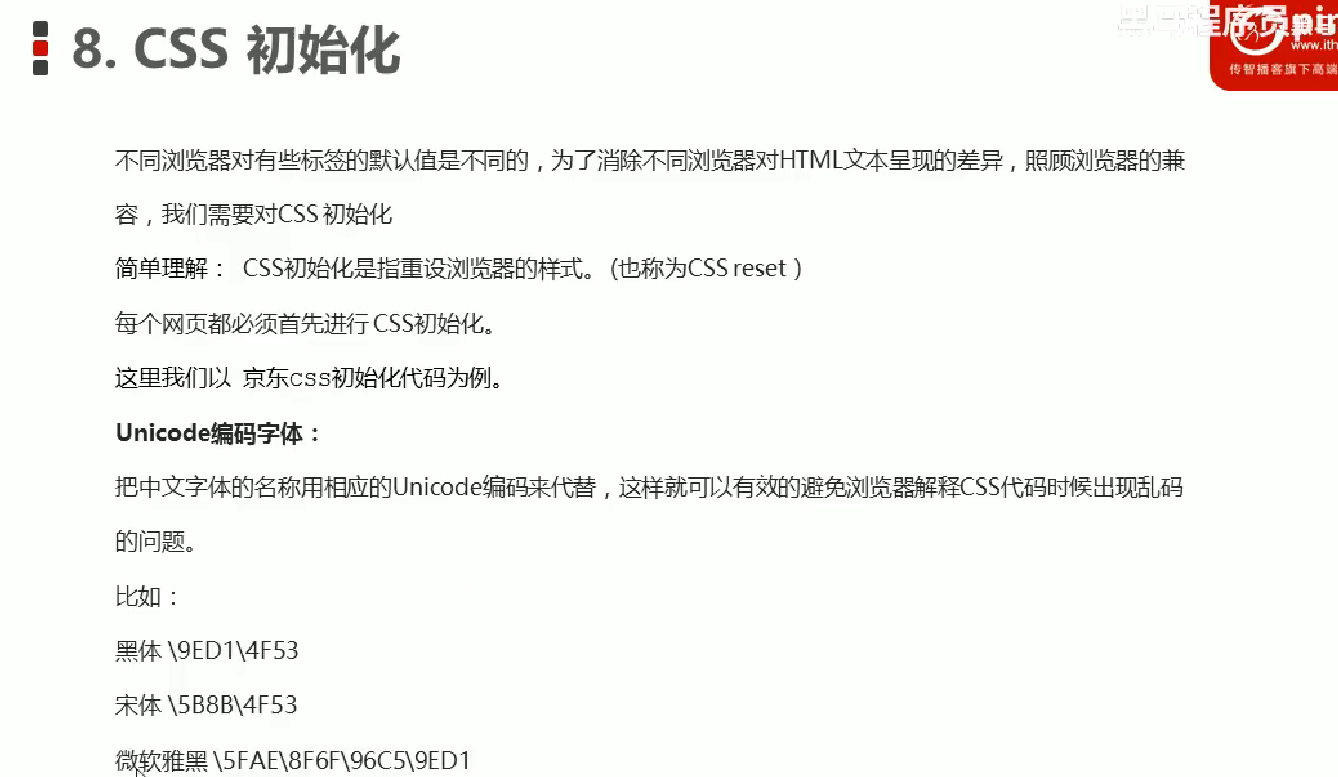 黑马程序员pin
www.ith
传智播客旗下高端
8. CSS 初始化
不同浏览器对有些标签的默认值是不同的，为了消除不同浏览器对HTML文本呈现的差异，照顾浏览器的兼
容，我们需要对CSS 初始化
简单理解： CSS初始化是指重设浏览器的样式。 (也称为CSS reset）
每个网页都必须首先进行 CSS初始化。
这里我们以 京东css初始化代码为例。
Unicode编码字体：
把中文字体的名称用相应的Unicode编码来代替，这样就可以有效的避免浏览器解释CSS代码时候出现乱码
的问题。
比如：
黑体 \9ED1\4F53
宋体 \5B8B\4F53
微软雅黑 \5FAE\8F6F\96C5\9ED1